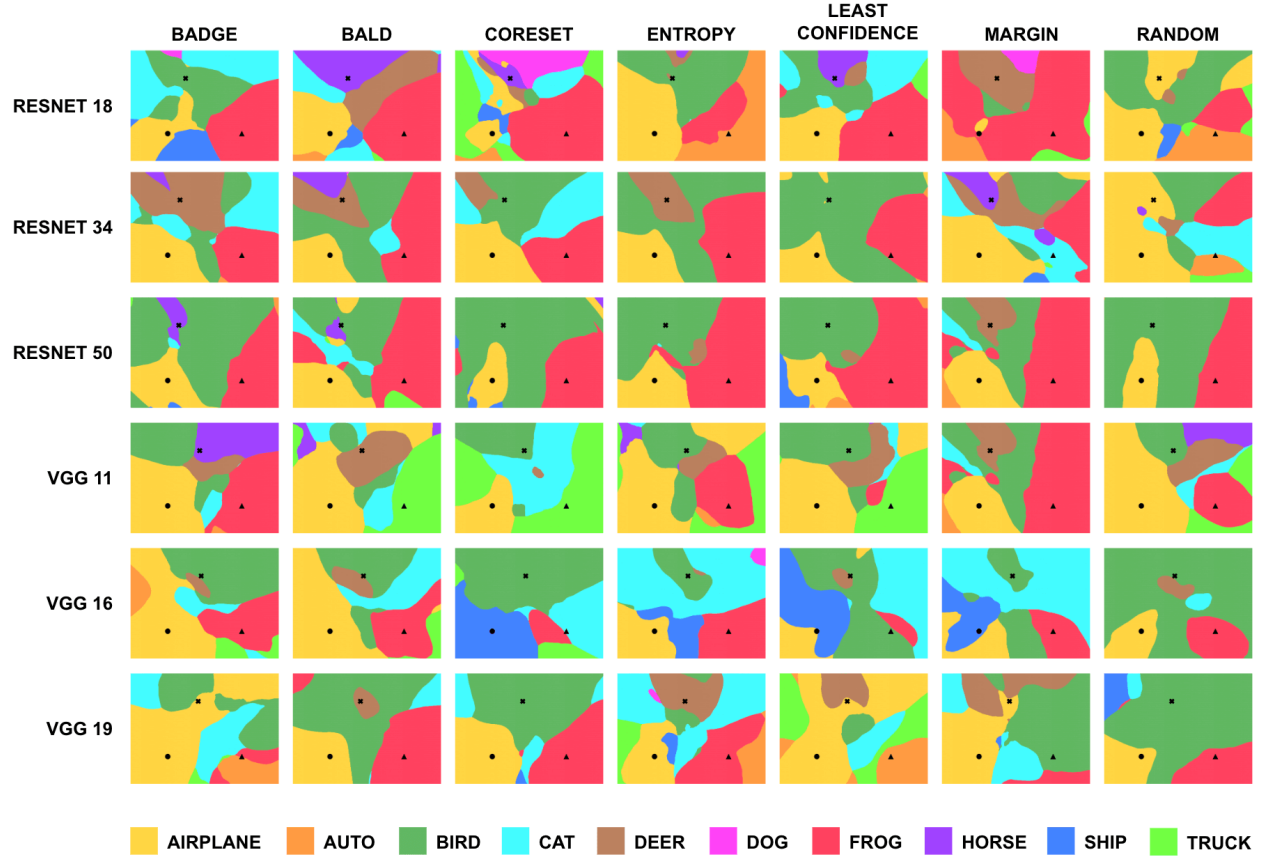 BADGE BALD CORESET ENTROPY LEAST CONFIDENCE MARGIN RANDOM
RESNET 18
RESNET 34
RESNET 50
VGG 11
VGG 16
VGG 19
AIRPLANE AUTO BIRD CAT DEER DOG FROG HORSE SHIP TRUCK